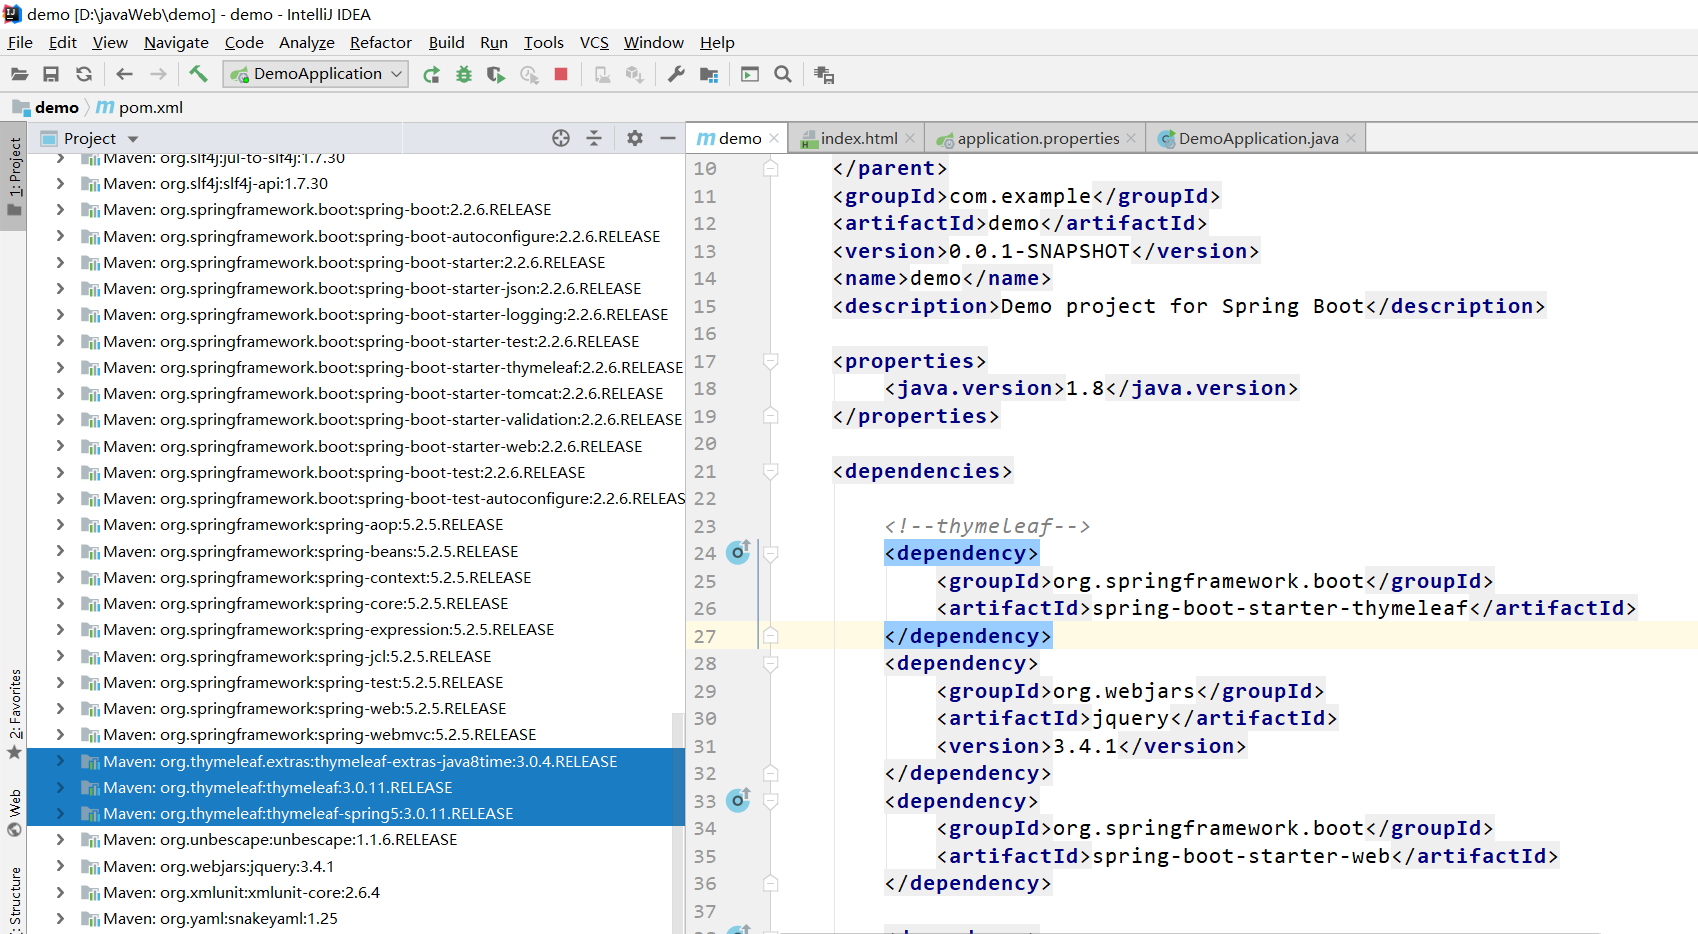 demo [D:\javaWeb\demo] - demo - IntelliJ IDEA
File Edit View Navigate Code Analyze Refactor Build Run Tools VCS Window Help
DemoApplication
demo pom.xml
Project
1: Project
2: Favorites
Web
Structure
Maven: org.slf4j:jul-to-slf4j:1.7.30
Maven: org.slf4j:slf4j-api:1.7.30
Maven: org.springframework.boot:spring-boot:2.2.6.RELEASE
Maven: org.springframework.boot:spring-boot-autoconfigure:2.2.6.RELEASE
Maven: org.springframework.boot:spring-boot-starter:2.2.6.RELEASE
Maven: org.springframework.boot:spring-boot-starter-json:2.2.6.RELEASE
Maven: org.springframework.boot:spring-boot-starter-logging:2.2.6.RELEASE
Maven: org.springframework.boot:spring-boot-starter-test:2.2.6.RELEASE
Maven: org.springframework.boot:spring-boot-starter-thymeleaf:2.2.6.RELEASE
Maven: org.springframework.boot:spring-boot-starter-tomcat:2.2.6.RELEASE
Maven: org.springframework.boot:spring-boot-starter-validation:2.2.6.RELEASE
Maven: org.springframework.boot:spring-boot-starter-web:2.2.6.RELEASE
Maven: org.springframework.boot:spring-boot-test:2.2.6.RELEASE
Maven: org.springframework.boot:spring-boot-test-autoconfigure:2.2.6.RELEAS
Maven: org.springframework:spring-aop:5.2.5.RELEASE
Maven: org.springframework:spring-beans:5.2.5.RELEASE
Maven: org.springframework:spring-context:5.2.5.RELEASE
Maven: org.springframework:spring-core:5.2.5.RELEASE
Maven: org.springframework:spring-expression:5.2.5.RELEASE
Maven: org.springframework:spring-jcl:5.2.5.RELEASE
Maven: org.springframework:spring-test:5.2.5.RELEASE
Maven: org.springframework:spring-web:5.2.5.RELEASE
Maven: org.springframework:spring-webmvc:5.2.5.RELEASE
Maven: org.thymeleaf.extras:thymeleaf-extras-java8time:3.0.4.RELEASE
Maven: org.thymeleaf:thymeleaf:3.0.11.RELEASE
Maven: org.thymeleaf:thymeleaf-spring5:3.0.11.RELEASE
Maven: org.unbescape:unbescape:1.1.6.RELEASE
Maven: org.webjars:jquery:3.4.1
Maven: org.xmlunit:xmlunit-core:2.6.4
Maven: org.yaml:snakeyaml:1.25
demo index.html application.properties DemoApplication.java
10 </parent>
11 <groupId>com.example</groupId>
12 <artifactId>demo</artifactId>
13 <version>0.0.1-SNAPSHOT</version>
14 <name>demo</name>
15 <description>Demo project for Spring Boot</description>
16
17 <properties>
18 <java.version>1.8</java.version>
19 </properties>
20
21 <dependencies>
22
23 <!--thymeleaf-->
24 <dependency>
25 <groupId>org.springframework.boot</groupId>
26 <artifactId>spring-boot-starter-thymeleaf</artifactId>
27 </dependency>
28 <dependency>
29 <groupId>org.webjars</groupId>
30 <artifactId>jquery</artifactId>
31 <version>3.4.1</version>
32 </dependency>
33 <dependency>
34 <groupId>org.springframework.boot</groupId>
35 <artifactId>spring-boot-starter-web</artifactId>
36 </dependency>
37